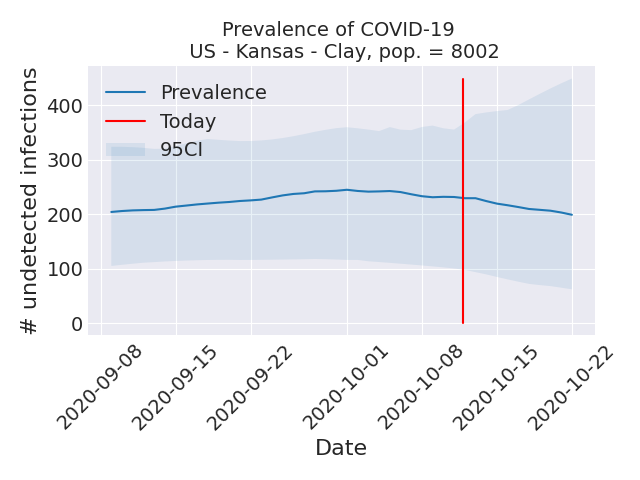 Prevalence of COVID-19
US - Kansas - Clay, pop. = 8002
Prevalence
Today
95CI
# undetected infections
400
300
200
100
0
2020-09-08
2020-09-15
2020-09-22
2020-10-01
2020-10-08
2020-10-15
2020-10-22
Date